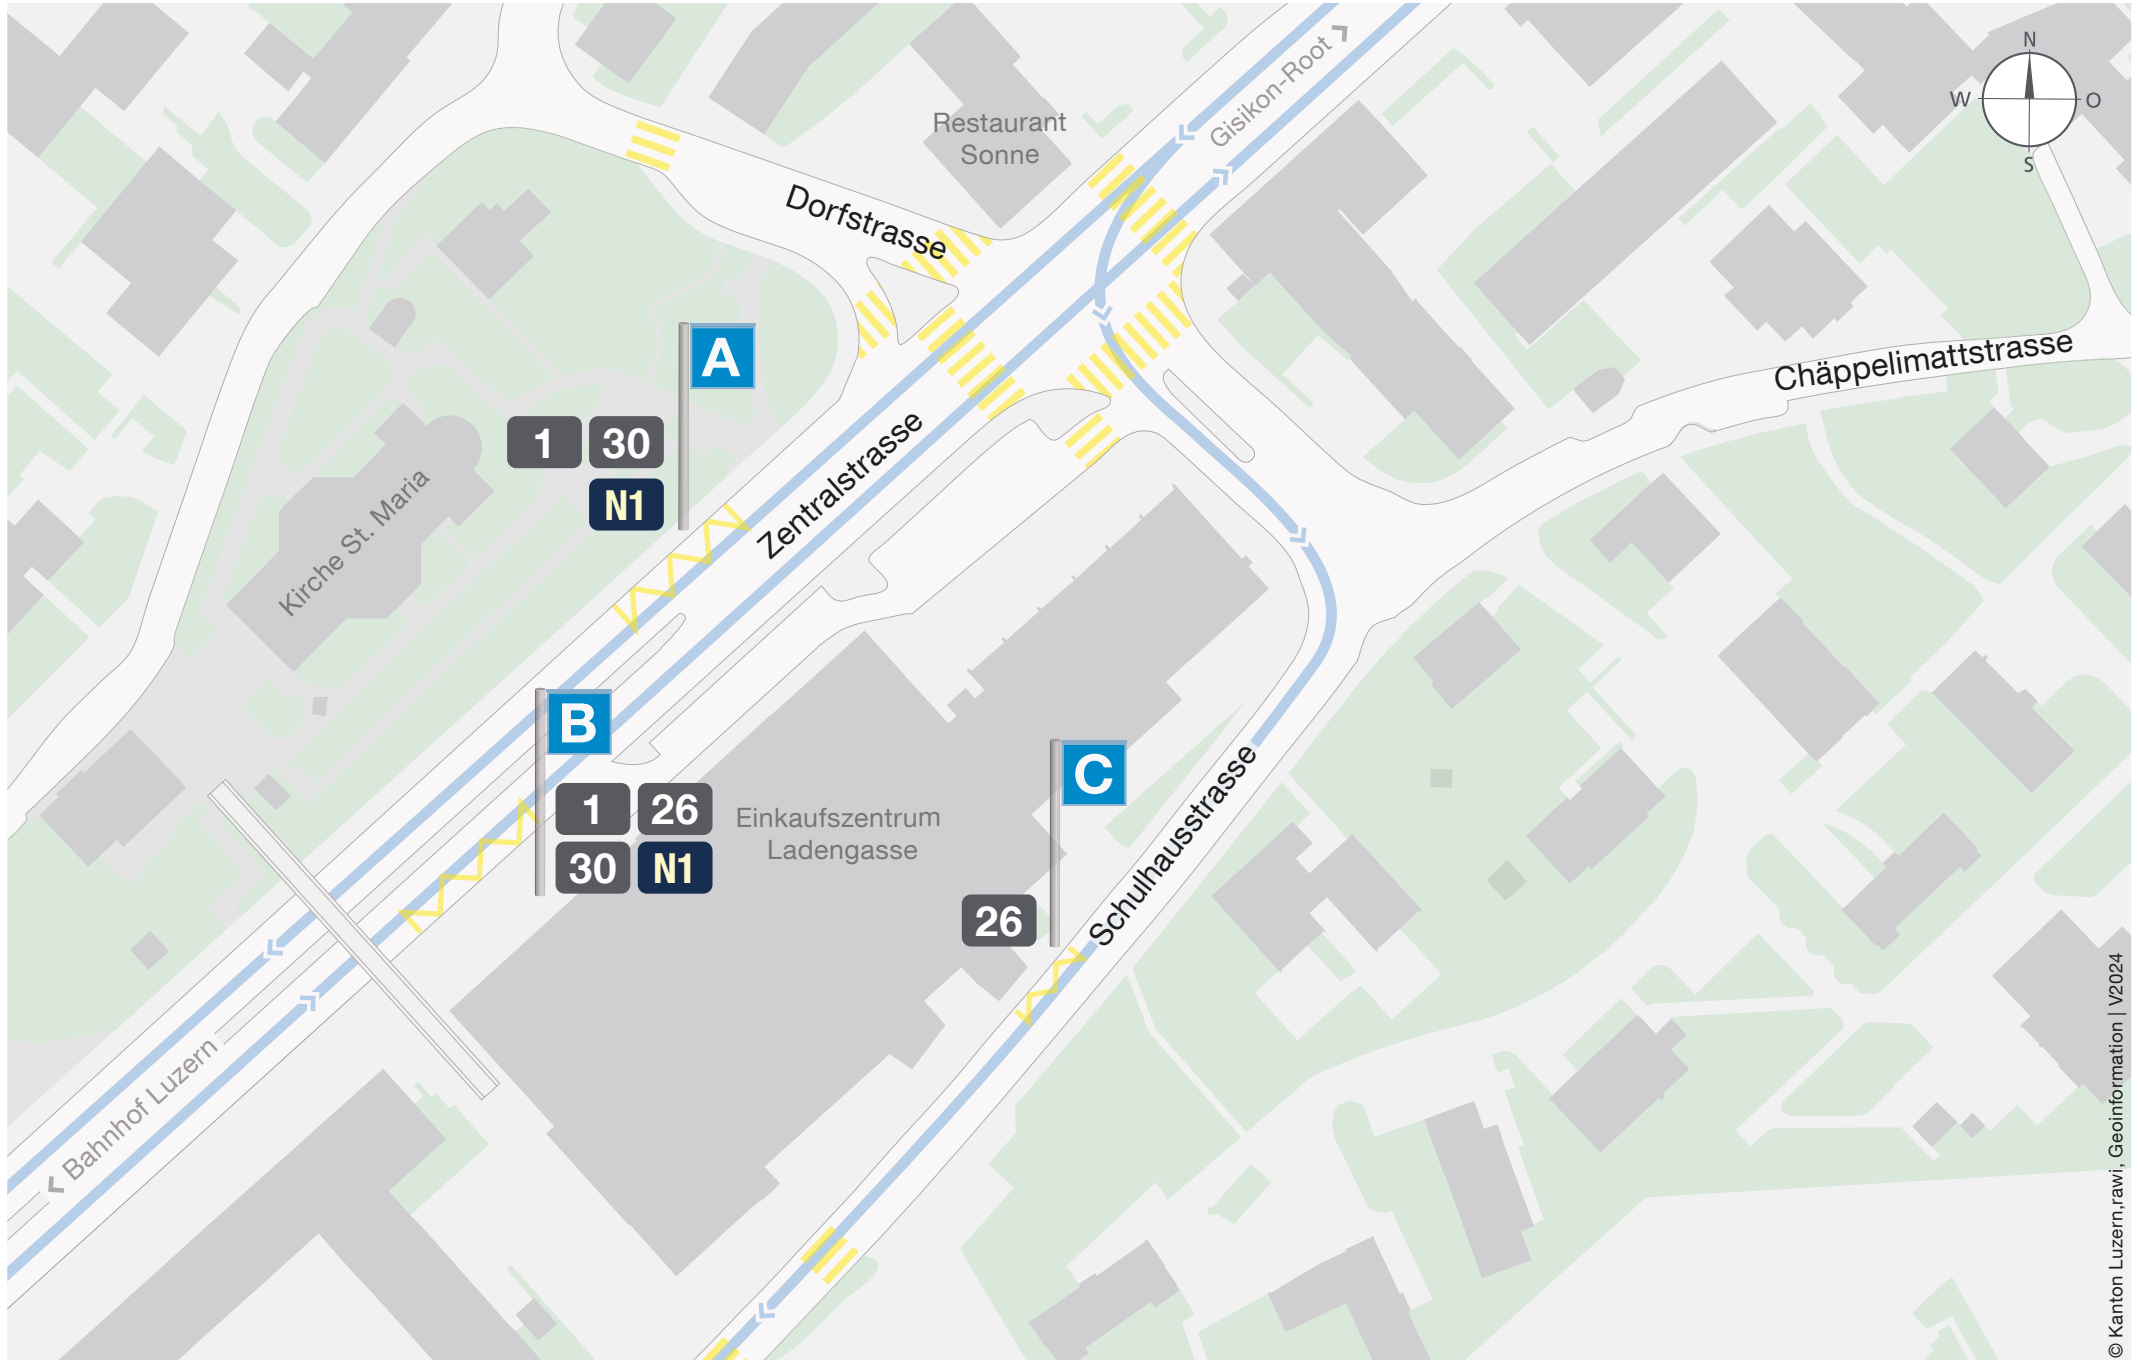 Gisikon-Root
N
W
O
S
Restaurant
Sonne
Dorfstrasse
A
1 30
N1
Zentralstrasse
Kirche St. Maria
Chäppelimattstrasse
B
1 26
30 N1
Einkaufszentrum
Ladengasse
C
26
Schulhausstrasse
Bahnhof Luzern
© Kanton Luzern,rawi, Geoinformation | V2024